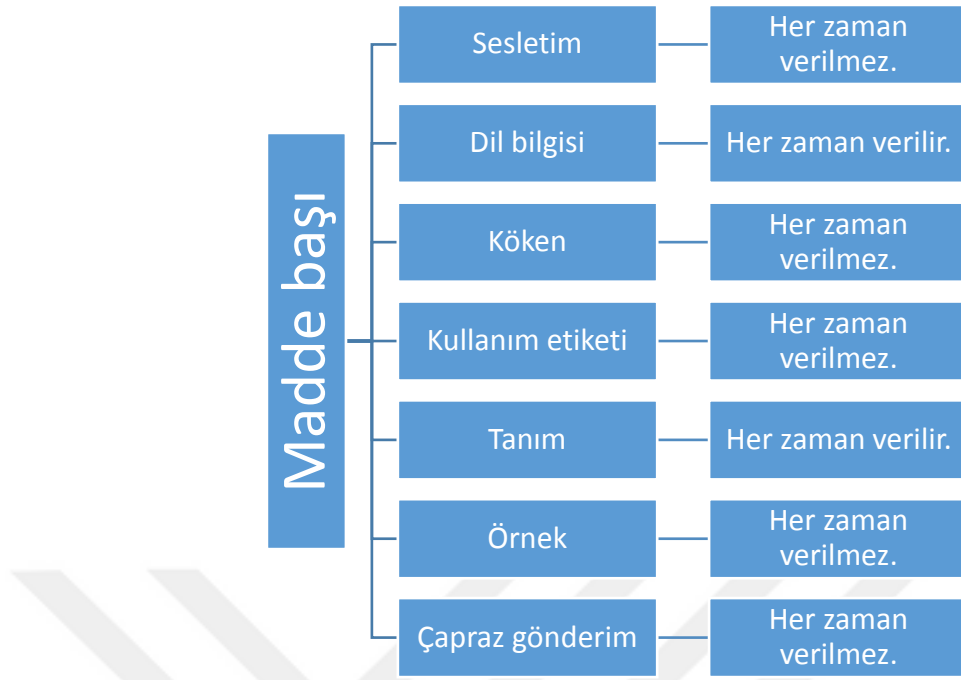 Madde başı
Sesletim
Her zaman
verilmez.
Dil bilgisi
Her zaman verilir.
Köken
Her zaman
verilmez.
Kullanım etiketi
Her zaman
verilmez.
Tanım
Her zaman verilir.
Örnek
Her zaman
verilmez.
Çapraz gönderim
Her zaman
verilmez.